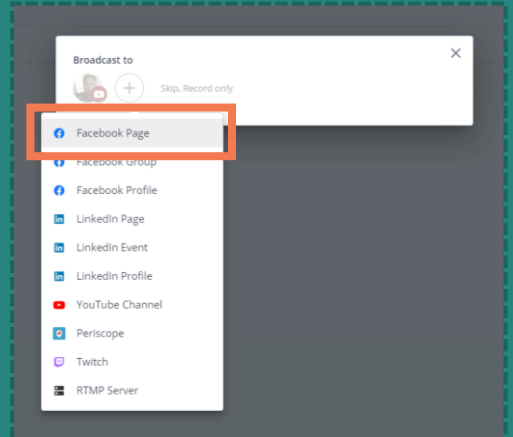 Broadcast to
Skip, Record only
Facebook Page
Facebook Group
Facebook Profile
LinkedIn Page
LinkedIn Event
LinkedIn Profile
YouTube Channel
Periscope
Twitch
RTMP Server